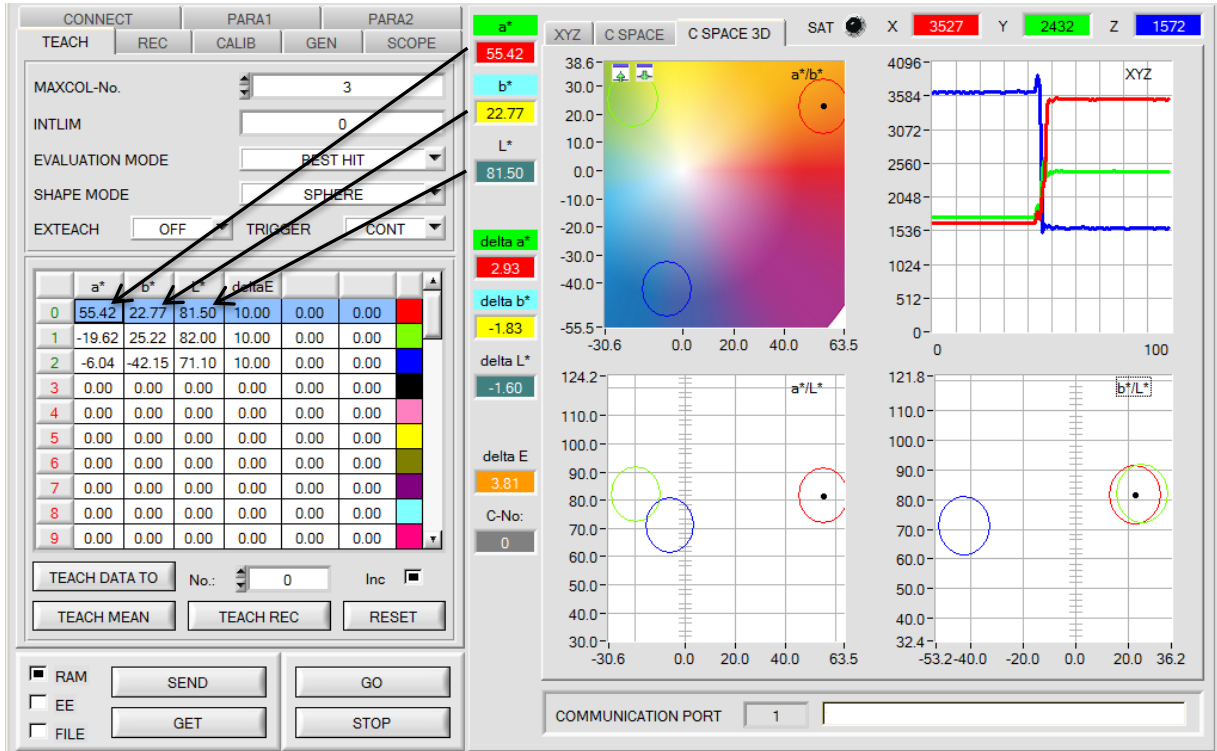 CONNECT PARA1 PARA2
TEACH REC CALIB GEN SCOPE
MAXCOL-No. 3
INTLIM 0
EVALUATION MODE BEST HIT
SHAPE MODE SPHERE
EXTEACH OFF TRIGGER CONT
a* b* L* deltaE
0 55.42 22.77 81.50 10.00 0.00 0.00
1 -19.62 25.22 82.00 10.00 0.00 0.00
2 -6.04 -42.15 71.10 10.00 0.00 0.00
3 0.00 0.00 0.00 0.00 0.00 0.00
4 0.00 0.00 0.00 0.00 0.00 0.00
5 0.00 0.00 0.00 0.00 0.00 0.00
6 0.00 0.00 0.00 0.00 0.00 0.00
7 0.00 0.00 0.00 0.00 0.00 0.00
8 0.00 0.00 0.00 0.00 0.00 0.00
9 0.00 0.00 0.00 0.00 0.00 0.00
TEACH DATA TO No.: 0 Inc
TEACH MEAN TEACH REC RESET
RAM
EE
FILE
SEND
GET
GO
STOP
a*
55.42
b*
22.77
L*
81.50
delta a*
2.93
delta b*
-1.83
delta L*
-1.60
delta E
3.81
C-No:
0
XYZ C SPACE C SPACE 3D SAT X 3527 Y 2432 Z 1572
a*/b*
38.6
30.0
20.0
10.0
0.0
-10.0
-20.0
-30.0
-40.0
-55.5
-30.6 0.0 20.0 40.0 63.5
XYZ
4096
3584
3072
2560
2048
1536
1024
512
0
0 100
a*/L*
124.2
110.0
100.0
90.0
80.0
70.0
60.0
50.0
40.0
30.0
-30.6 0.0 20.0 40.0 63.5
b*/L*
121.8
110.0
90.0
80.0
70.0
60.0
50.0
40.0
32.4
-53.2 -40.0 -20.0 0.0 20.0 36.2
COMMUNICATION PORT 1